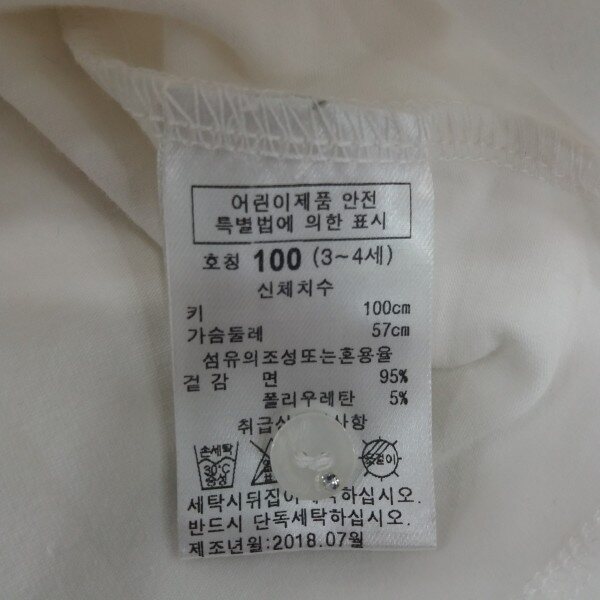 어린이제품 안전
특별법에 의한 표시
호칭 100 (3~4세)
신체치수
키 100cm
가슴둘레 57cm
섬유의조성또는혼용율
겉 감 면 95%
폴리우레탄 5%
손세탁
30℃
중성
세탁시뒤집어 하십시오.
반드시 단독세탁하십시오.
제조년월:2018.07월